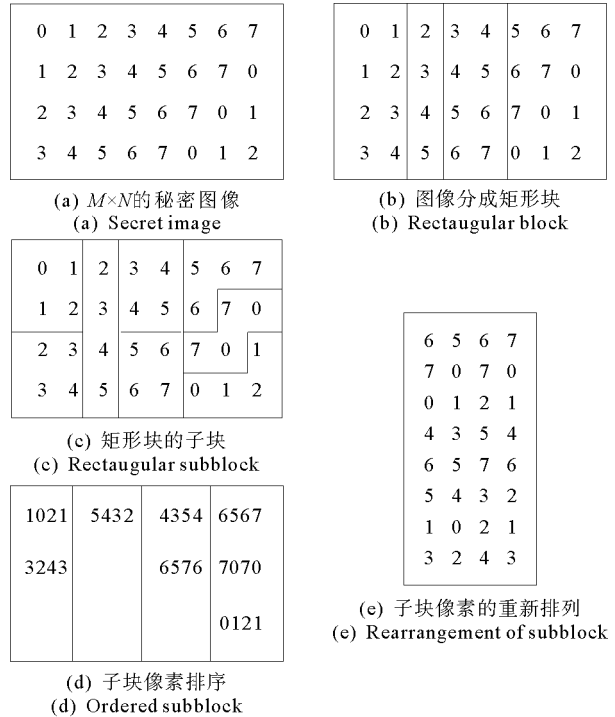 0 1 2 3 4 5 6 7
1 2 3 4 5 6 7 0
2 3 4 5 6 7 0 1
3 4 5 6 7 0 1 2
(a) M×N的秘密图像
(a) Secret image
0 1 2 3 4 5 6 7
1 2 3 4 5 6 7 0
2 3 4 5 6 7 0 1
3 4 5 6 7 0 1 2
(b) 图像分成矩形块
(b) Rectaugular block
0 1 2 3 4 5 6 7
1 2 3 4 5 6 7 0
2 3 4 5 6 7 0 1
3 4 5 6 7 0 1 2
(c) 矩形块的子块
(c) Rectaugular subblock
1021 5432 4354 6567
3243 6576 7070
0121
(d) 子块像素排序
(d) Ordered subblock
6 5 6 7
7 0 7 0
0 1 2 1
4 3 5 4
6 5 7 6
5 4 3 2
1 0 2 1
3 2 4 3
(e) 子块像素的重新排列
(e) Rearrangement of subblock